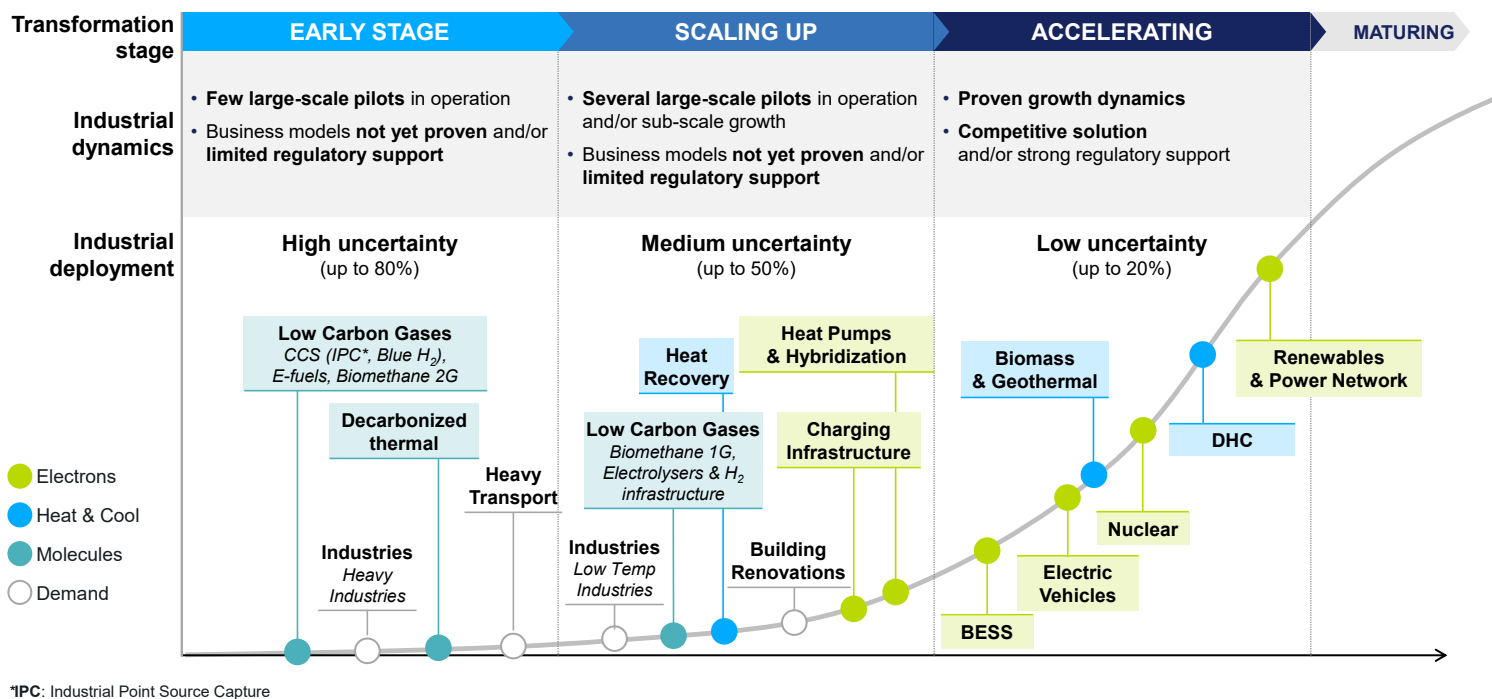 Transformation
stage
EARLY STAGE
SCALING UP
ACCELERATING
MATURING
Industrial
dynamics
• Few large-scale pilots in operation
• Business models not yet proven and/or
limited regulatory support
• Several large-scale pilots in operation
and/or sub-scale growth
• Business models not yet proven and/or
limited regulatory support
• Proven growth dynamics
• Competitive solution
and/or strong regulatory support
Industrial
deployment
High uncertainty
(up to 80%)
Medium uncertainty
(up to 50%)
Low uncertainty
(up to 20%)
Low Carbon Gases
CCS (IPC*, Blue H₂),
E-fuels, Biomethane 2G
Decarbonized
thermal
Heavy
Transport
Industries
Heavy
Industries
Heat
Recovery
Heat Pumps
& Hybridization
Low Carbon Gases
Biomethane 1G,
Electrolysers & H₂
infrastructure
Charging
Infrastructure
Industries
Low Temp
Industries
Building
Renovations
Biomass
& Geothermal
Renewables
& Power Network
DHC
Nuclear
Electric
Vehicles
BESS
Electrons
Heat & Cool
Molecules
Demand
*IPC: Industrial Point Source Capture